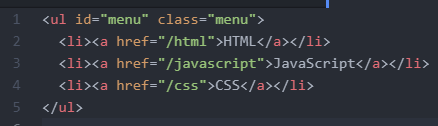 1 <ul id="menu" class="menu">
2   <li><a href="/html">HTML</a></li>
3   <li><a href="/javascript">JavaScript</a></li>
4   <li><a href="/css">CSS</a></li>
5 </ul>